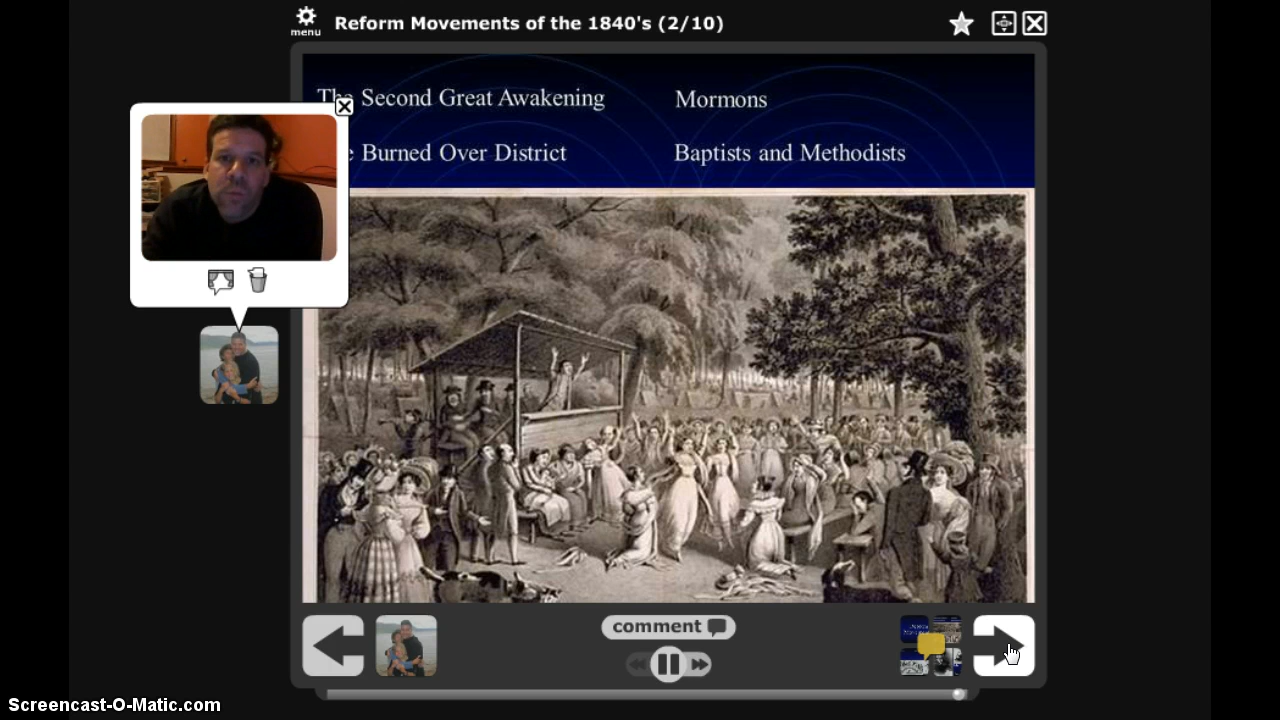 menu
Reform Movements of the 1840's (2/10)
The Second Great Awakening
Mormons
e Burned Over District
Baptists and Methodists
comment
Screencast-O-Matic.com